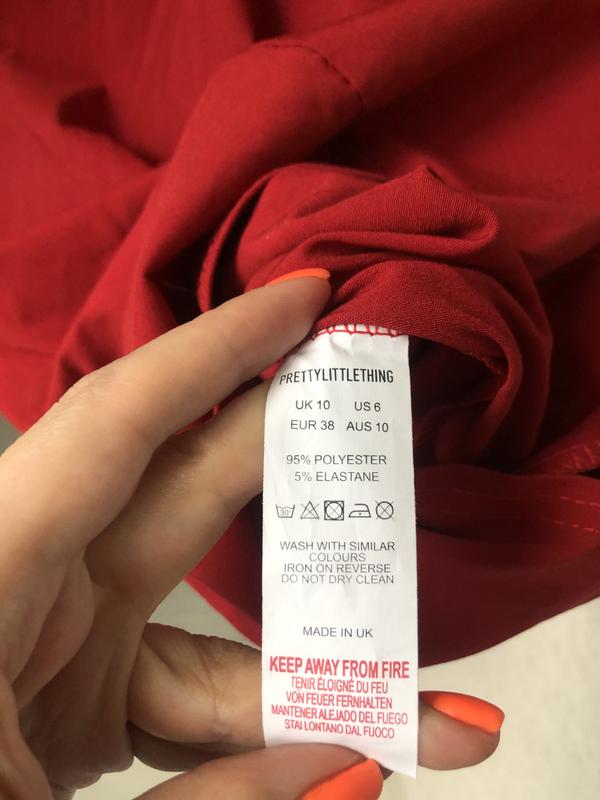 PRETTYLITTLETHING
UK 10 US 6
EUR 38 AUS 10
95% POLYESTER
5% ELASTANE
30°
WASH WITH SIMILAR
COLOURS
IRON ON REVERSE
DO NOT DRY CLEAN
MADE IN UK
KEEP AWAY FROM FIRE
TENIR ÉLOIGNÉ DU FEU
VON FEUER FERNHALTEN
MANTENER ALEJADO DEL FUEGO
STAI LONTANO DAL FUOCO